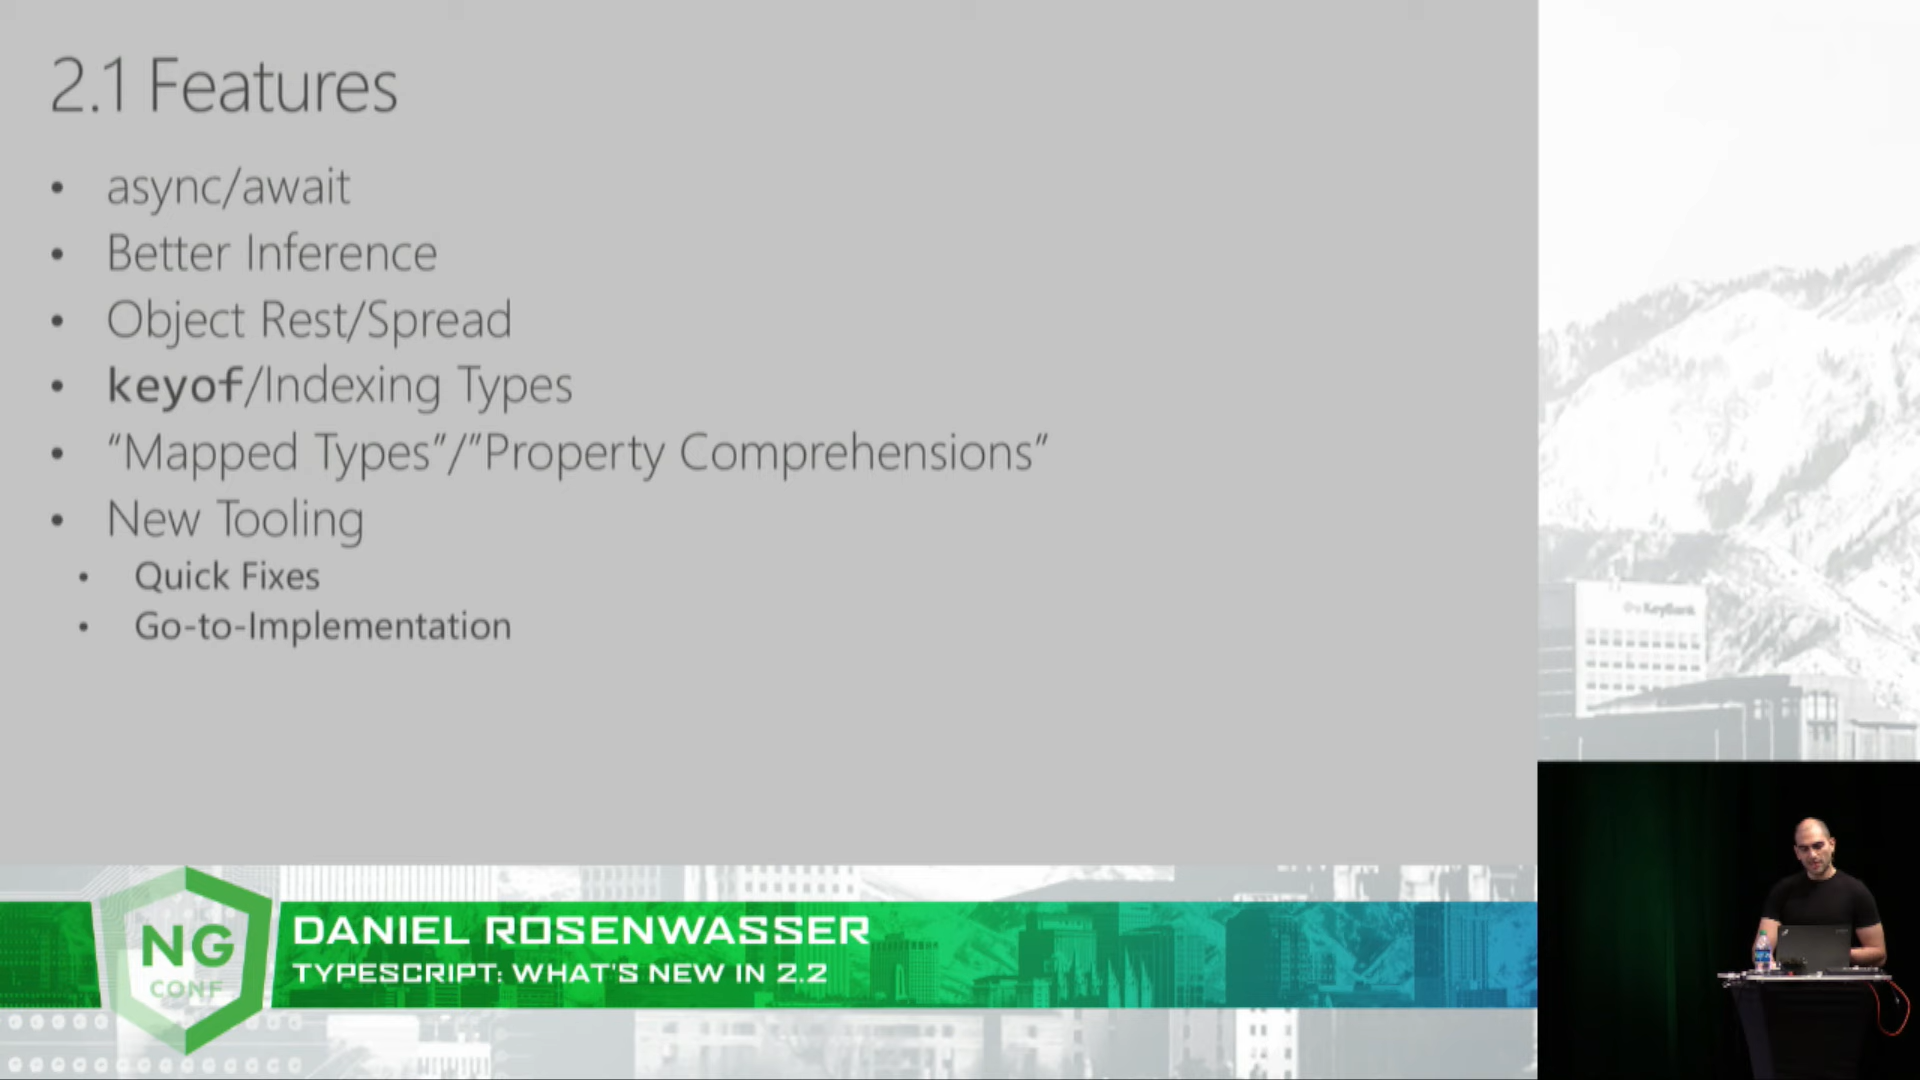 2.1 Features
• async/await
• Better Inference
• Object Rest/Spread
• keyof/Indexing Types
• “Mapped Types”/”Property Comprehensions”
• New Tooling
• Quick Fixes
• Go-to-Implementation
KeyBank
NG
CONF
DANIEL ROSENWASSER
TYPESCRIPT: WHAT'S NEW IN 2.2